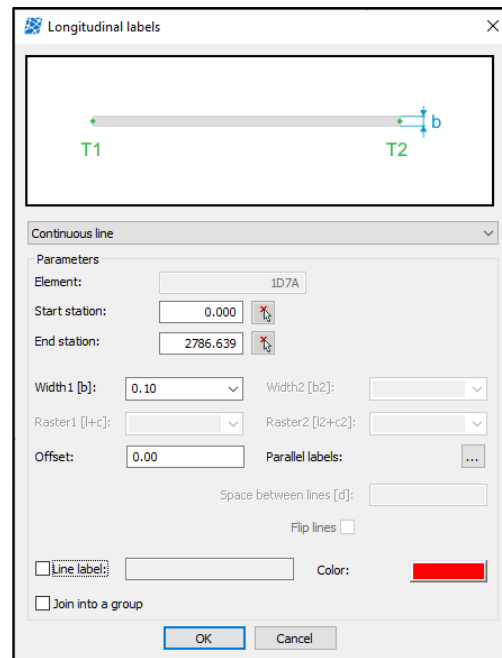 Longitudinal labels
b
T1 T2
Continuous line
Parameters
Element: 1D7A
Start station: 0.000
End station: 2786.639
Width1 [b]: 0.10 Width2 [b2]:
Raster1 [l+c]: Raster2 [l2+c2]:
Offset: 0.00 Parallel labels: ...
Space between lines [d]:
Flip lines
Line label: Color:
Join into a group
OK Cancel